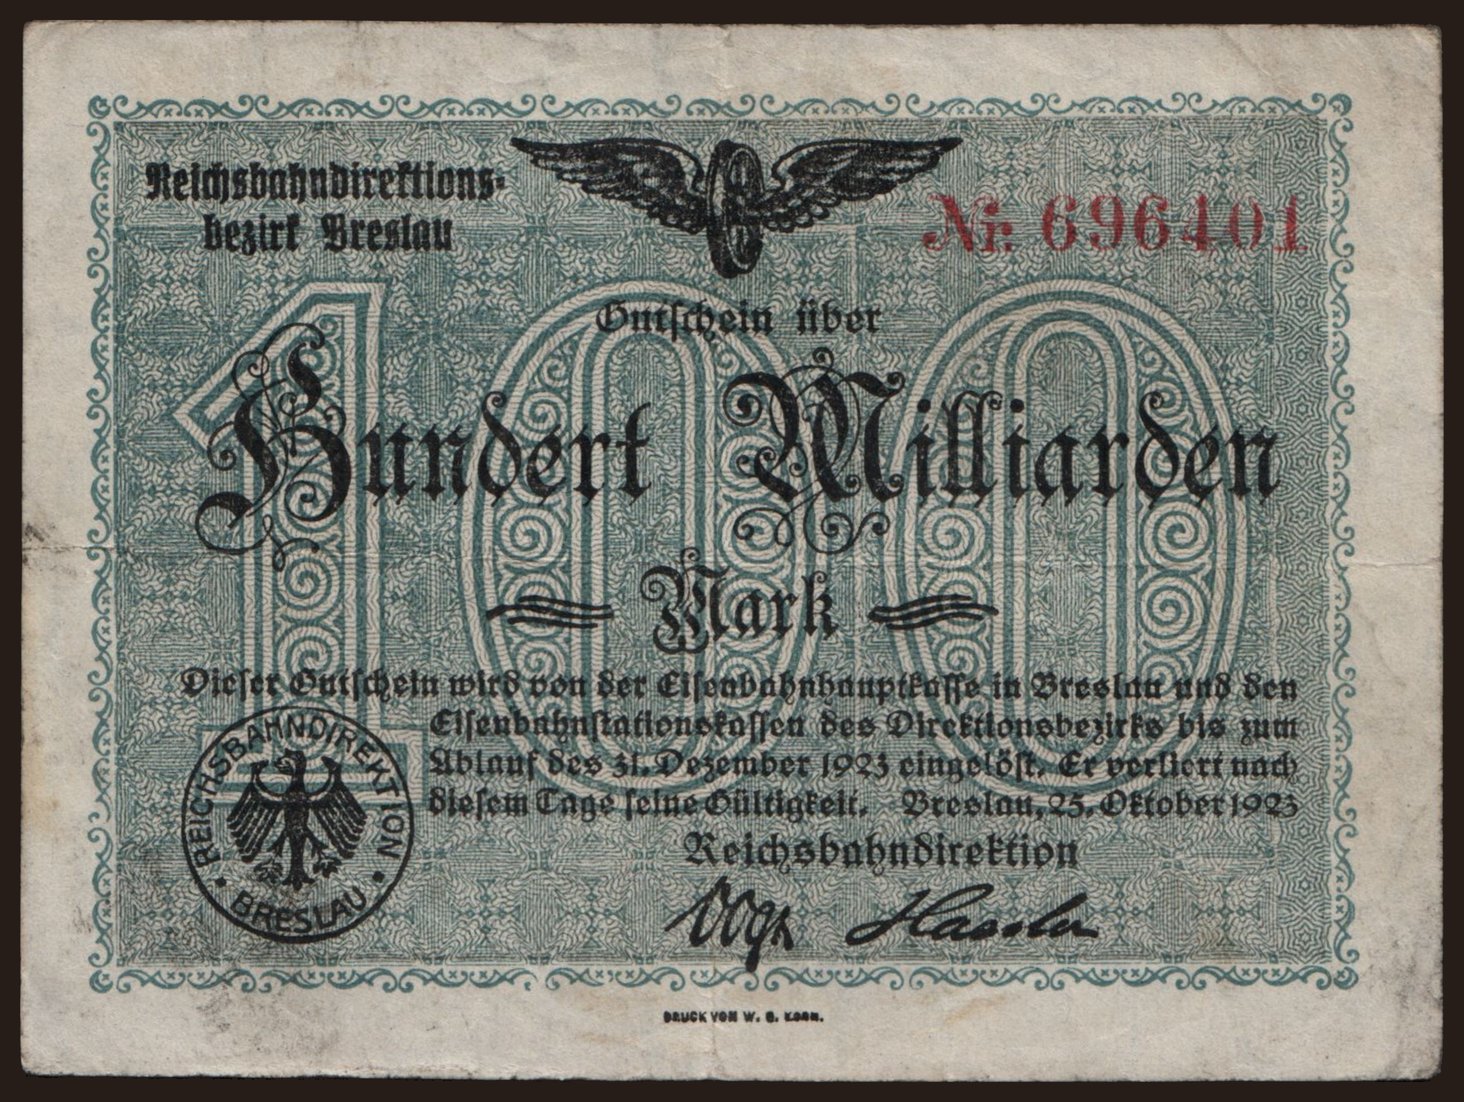 Reichsbahndirektions-
bezirk Breslau
Nr. 696401
Gutschein über
100
Hundert Milliarden
Mark
Dieser Gutschein wird von der Eisenbahnhauptkasse in Breslau und den
Eisenbahnstationskassen des Direktionsbezirks bis zum
Ablauf des 31. Dezember 1923 eingelöst. Er verliert nach
diesem Tage seine Gültigkeit. Breslau, 25. Oktober 1923
Reichsbahndirektion
REICHSBAHNDIREKTION
• BRESLAU •
DRUCK VON W. G. KORN.